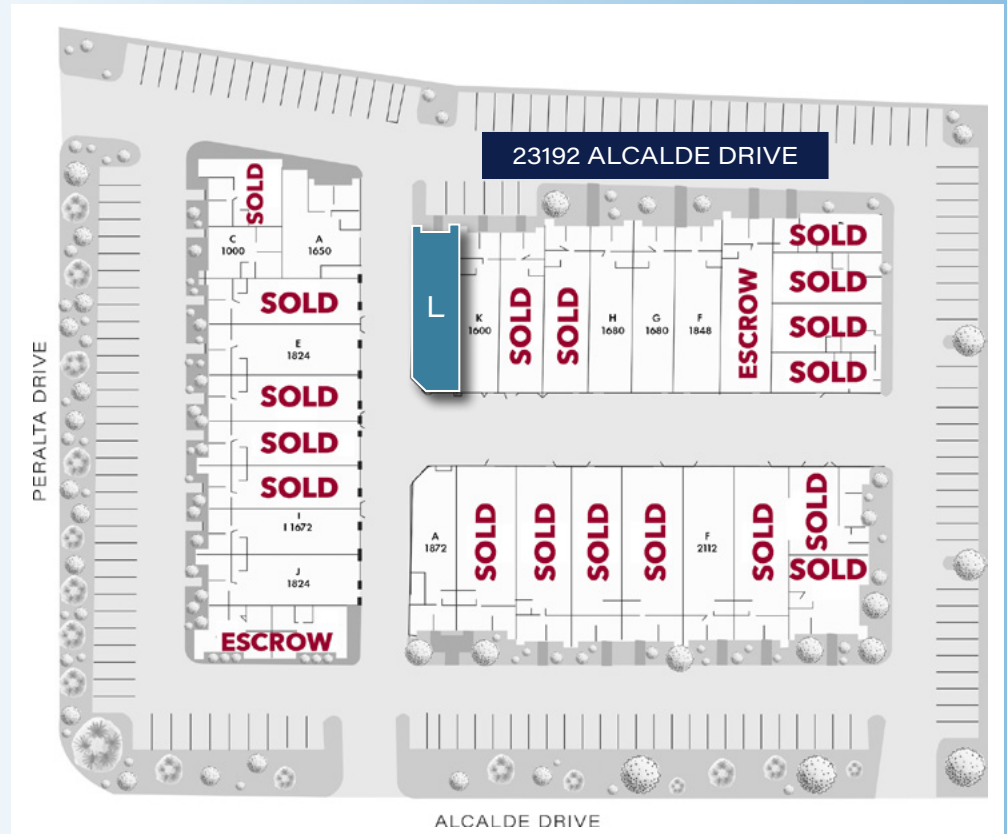 23192 ALCALDE DRIVE
SOLD
C
1000
A
1650
SOLD
E
1824
SOLD
SOLD
SOLD
I
I 1672
J
1824
ESCROW
L
K
1600
SOLD
SOLD
H
1680
G
1680
F
1848
ESCROW
SOLD
SOLD
SOLD
SOLD
A
1872
SOLD
SOLD
SOLD
SOLD
F
2112
SOLD
SOLD
SOLD
PERALTA DRIVE
ALCALDE DRIVE